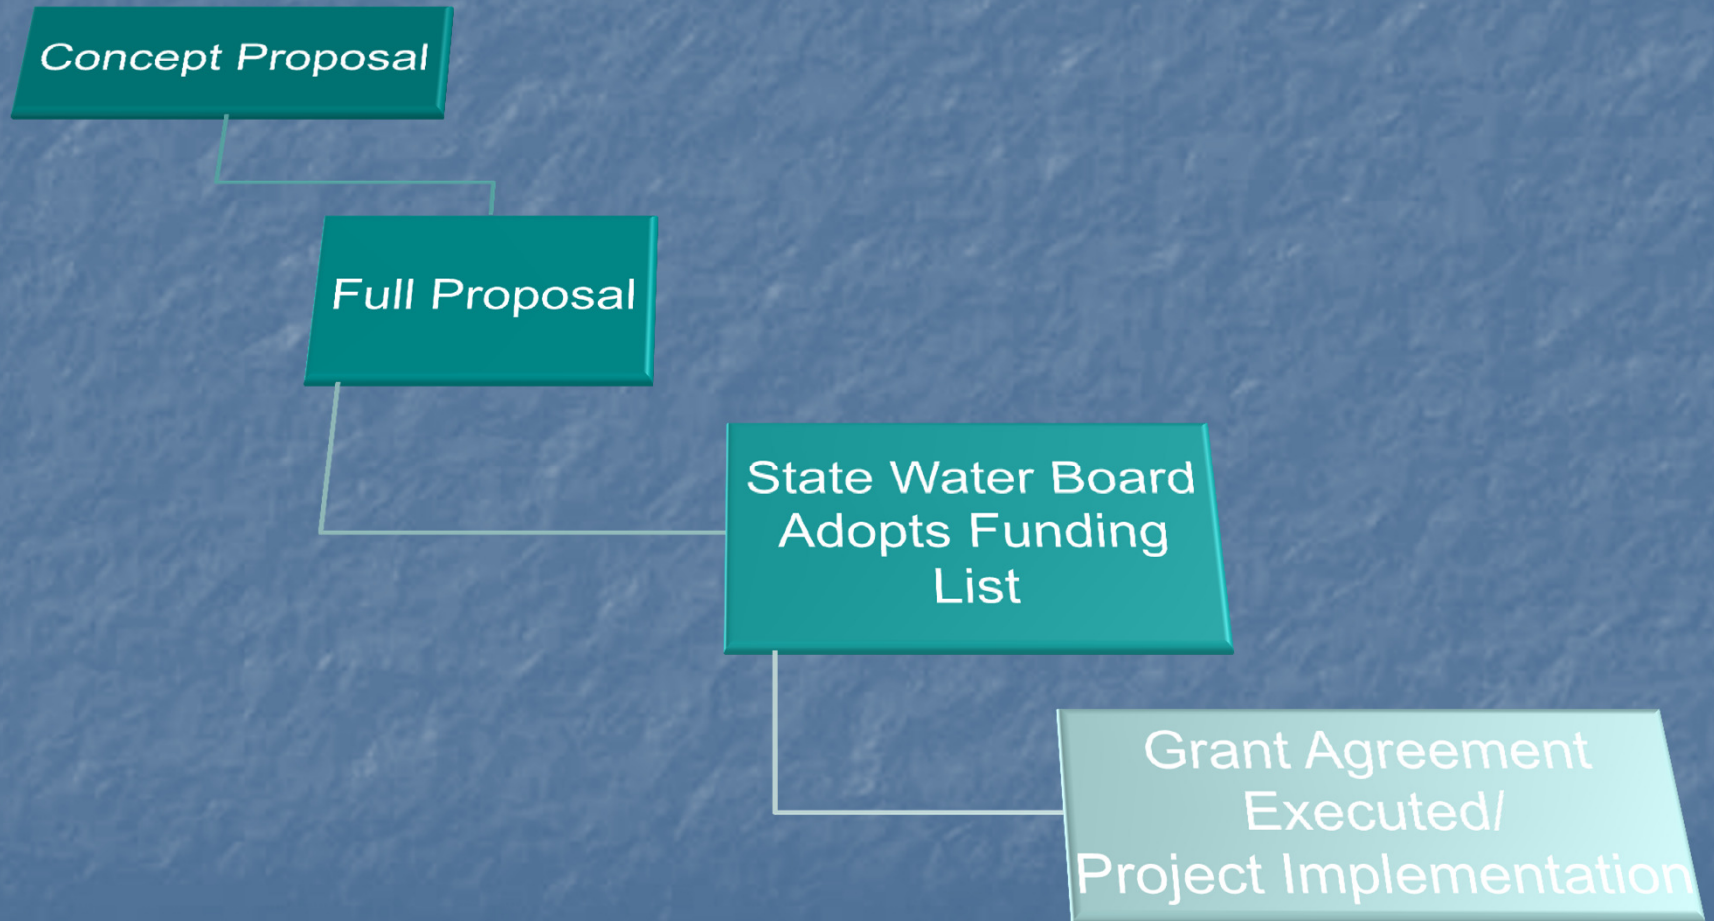 Concept Proposal
Full Proposal
State Water Board
Adopts Funding
List
Grant Agreement
Executed/
Project Implementation